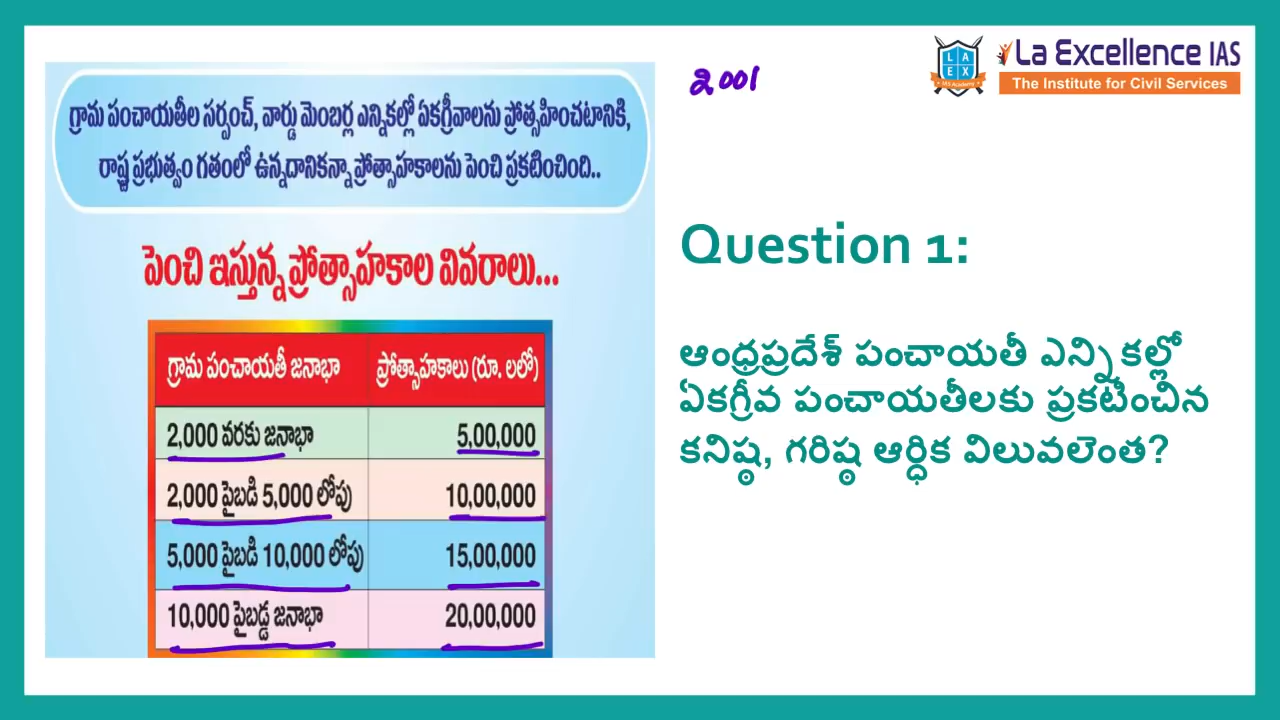 గ్రామ పంచాయతీల సర్పంచ్, వార్డు మెంబర్ల ఎన్నికల్లో ఏకగ్రీవాలను ప్రోత్సహించటానికి,
రాష్ట్ర ప్రభుత్వం గతంలో ఉన్నదానికన్నా ప్రోత్సాహకాలను పెంచి ప్రకటించింది..
పెంచి ఇస్తున్న ప్రోత్సాహకాల వివరాలు...
గ్రామ పంచాయతీ జనాభా ప్రోత్సాహకాలు (రూ. లలో)
2,000 వరకు జనాభా 5,00,000
2,000 పైబడి 5,000 లోపు 10,00,000
5,000 పైబడి 10,000 లోపు 15,00,000
10,000 పైబడ్డ జనాభా 20,00,000
2001
LAEX
IAS Academy
La Excellence IAS
The Institute for Civil Services
Question 1:
ఆంధ్రప్రదేశ్ పంచాయతీ ఎన్నికల్లో
ఏకగ్రీవ పంచాయతీలకు ప్రకటించిన
కనిష్ఠ, గరిష్ఠ ఆర్ధిక విలువలెంత?